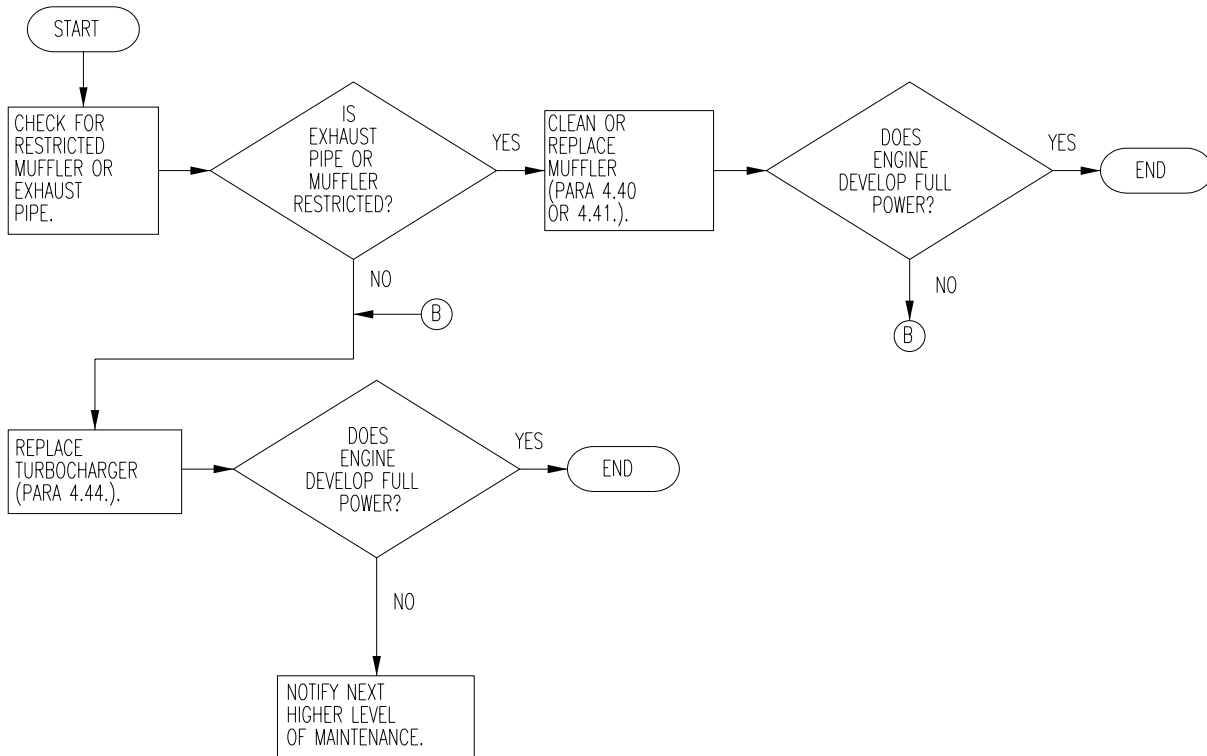 START
CHECK FOR
RESTRICTED
MUFFLER OR
EXHAUST
PIPE.
IS
EXHAUST
PIPE OR
MUFFLER
RESTRICTED?
YES
CLEAN OR
REPLACE
MUFFLER
(PARA 4.40
OR 4.41.).
DOES
ENGINE
DEVELOP FULL
POWER?
YES
END
NO
B
NO
B
REPLACE
TURBOCHARGER
(PARA 4.44.).
DOES
ENGINE
DEVELOP FULL
POWER?
YES
END
NO
NOTIFY NEXT
HIGHER LEVEL
OF MAINTENANCE.